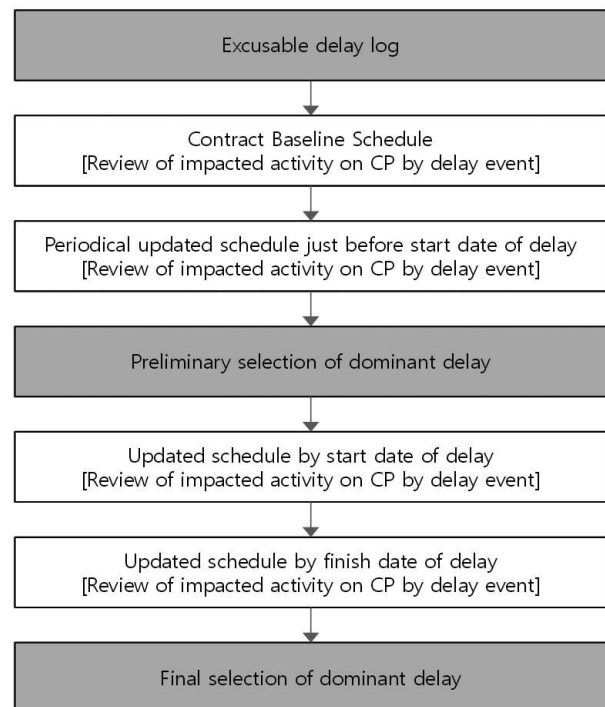 Excusable delay log
Contract Baseline Schedule
[Review of impacted activity on CP by delay event]
Periodical updated schedule just before start date of delay
[Review of impacted activity on CP by delay event]
Preliminary selection of dominant delay
Updated schedule by start date of delay
[Review of impacted activity on CP by delay event]
Updated schedule by finish date of delay
[Review of impacted activity on CP by delay event]
Final selection of dominant delay